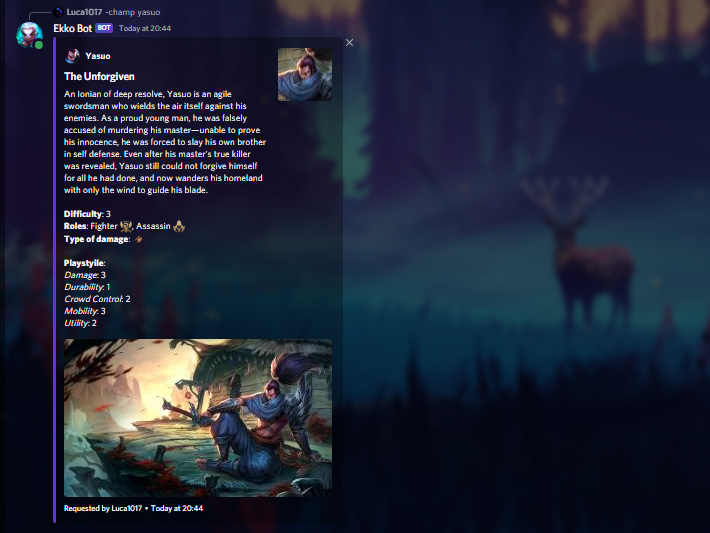 Luca1017 -champ yasuo
Ekko Bot BOT Today at 20:44
Yasuo
The Unforgiven
An Ionian of deep resolve, Yasuo is an agile
swordsman who wields the air itself against his
enemies. As a proud young man, he was falsely
accused of murdering his master—unable to prove
his innocence, he was forced to slay his own brother
in self defense. Even after his master's true killer
was revealed, Yasuo still could not forgive himself
for all he had done, and now wanders his homeland
with only the wind to guide his blade.
Difficulty: 3
Roles: Fighter , Assassin
Type of damage:
Playstyile:
Damage: 3
Durability: 1
Crowd Control: 2
Mobility: 3
Utility: 2
Requested by Luca1017 • Today at 20:44